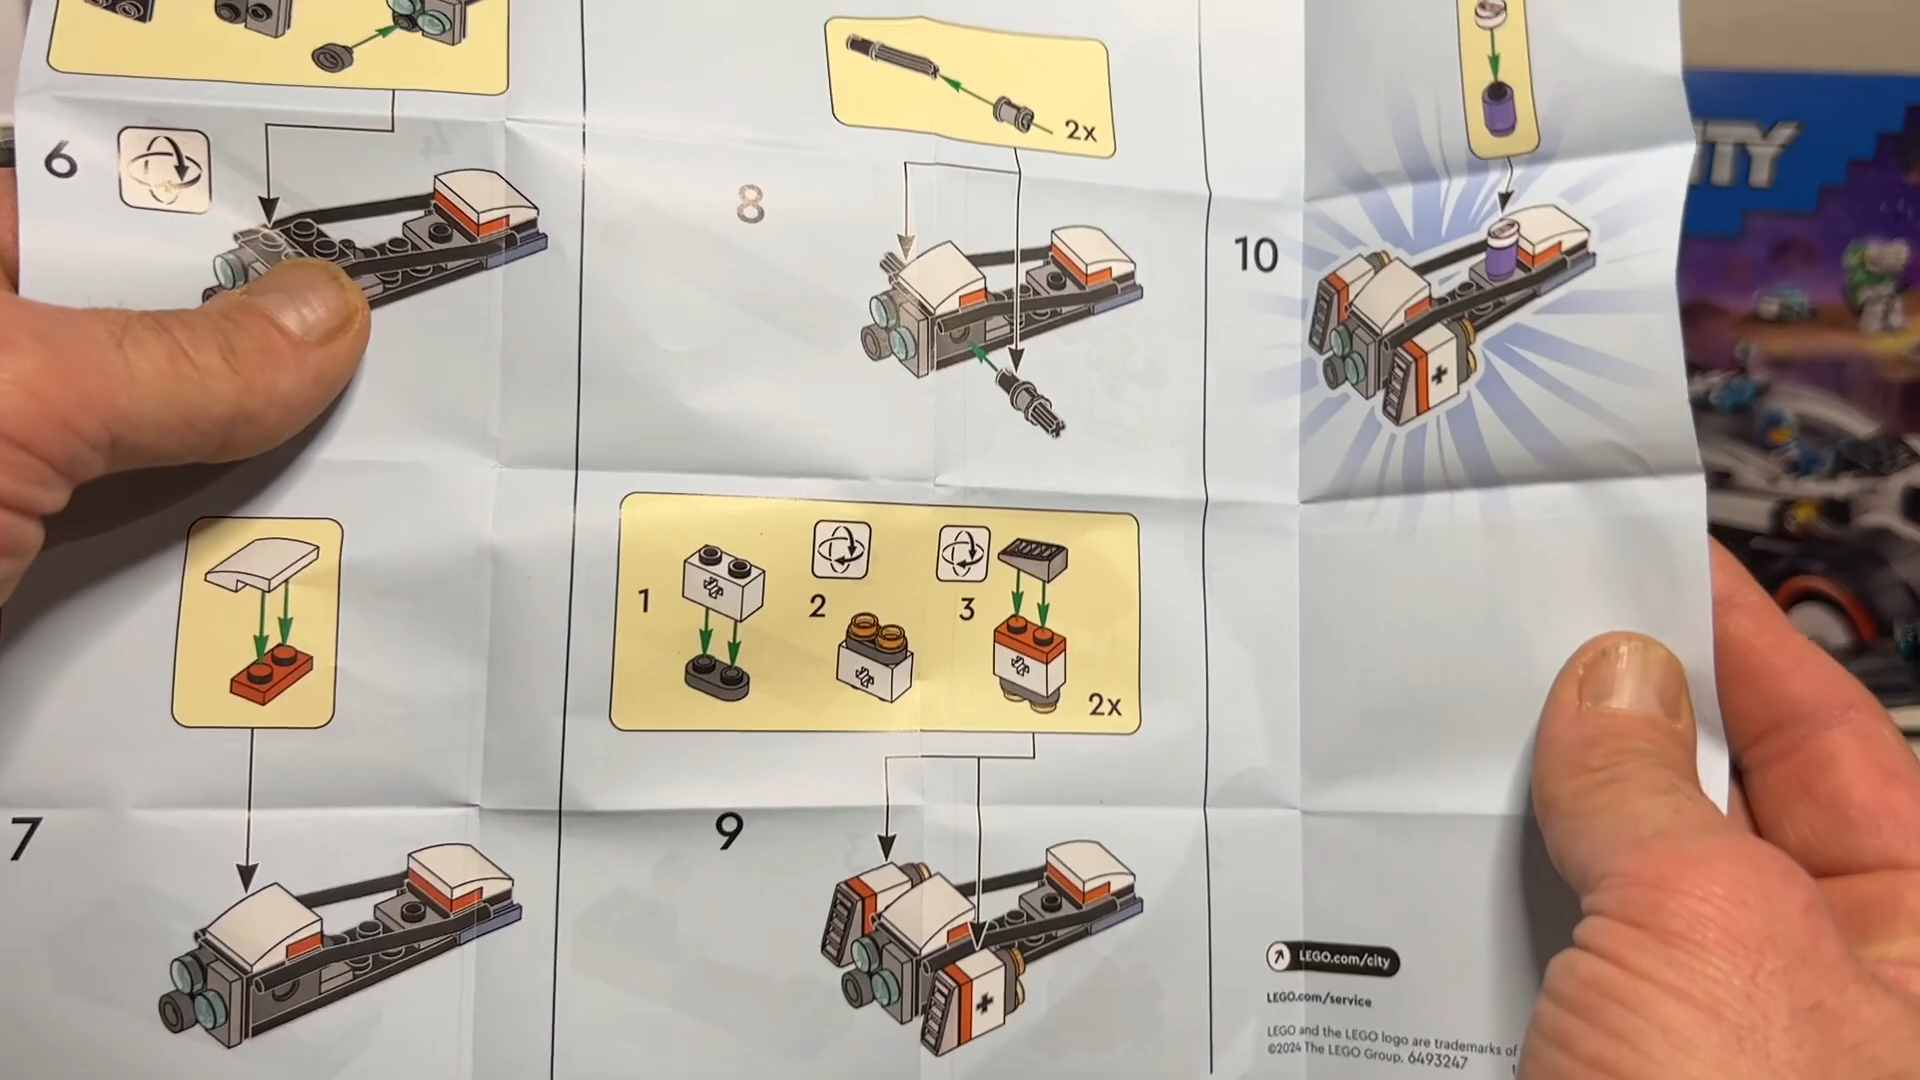 6
7
2x
8
1
2
3
2x
9
10
LEGO.com/city
LEGO.com/service
LEGO and the LEGO logo are trademarks of
©2024 The LEGO Group. 6493247
CITY